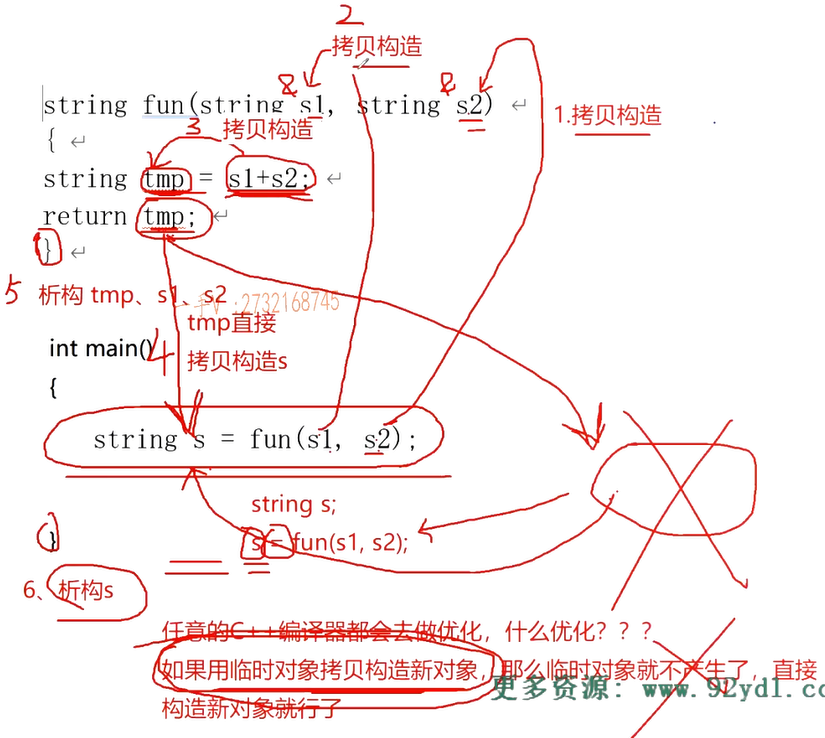 2
拷贝构造
& &
string fun(string s1, string s2)
1.拷贝构造
{
3 拷贝构造
string tmp = s1+s2;
return tmp;
}
5 析构 tmp、s1、s2
:2732168745
tmp直接
int main()
4 拷贝构造s
{
string s = fun(s1, s2);
string s;
s = fun(s1, s2);
}
6、析构s
任意的C++编译器都会去做优化，什么优化？？？
如果用临时对象拷贝构造新对象，那么临时对象就不产生了，直接
构造新对象就行了
更多资源: www.92ydl.co